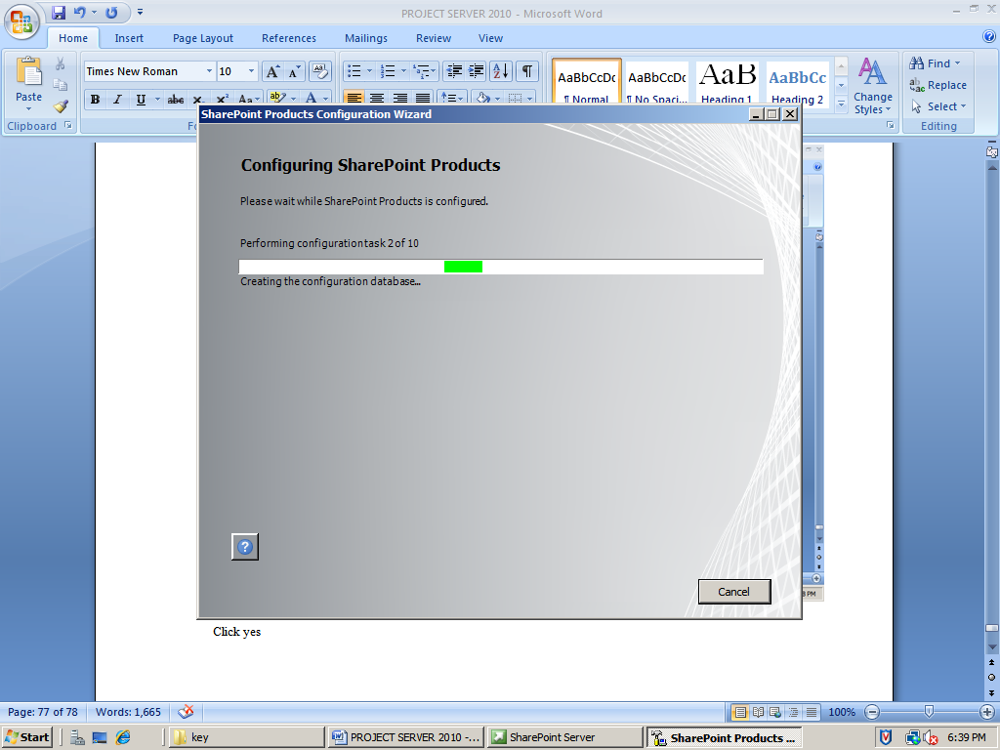 PROJECT SERVER 2010 - Microsoft Word
Home Insert Page Layout References Mailings Review View
Paste
Clipboard
Times New Roman 10
B I U abc x₂ x² Aa
AaBbCcDc AaBbCcDc AaB AaBbCc
¶ Normal ¶ No Spaci... Heading 1 Heading 2
Change Styles
Find
Replace
Select
Editing
SharePoint Products Configuration Wizard
Configuring SharePoint Products
Please wait while SharePoint Products is configured.
Performing configuration task 2 of 10
Creating the configuration database...
?
Cancel
Click yes
Page: 77 of 78 Words: 1,665 100%
Start key PROJECT SERVER 2010 -... SharePoint Server SharePoint Products ... 6:39 PM